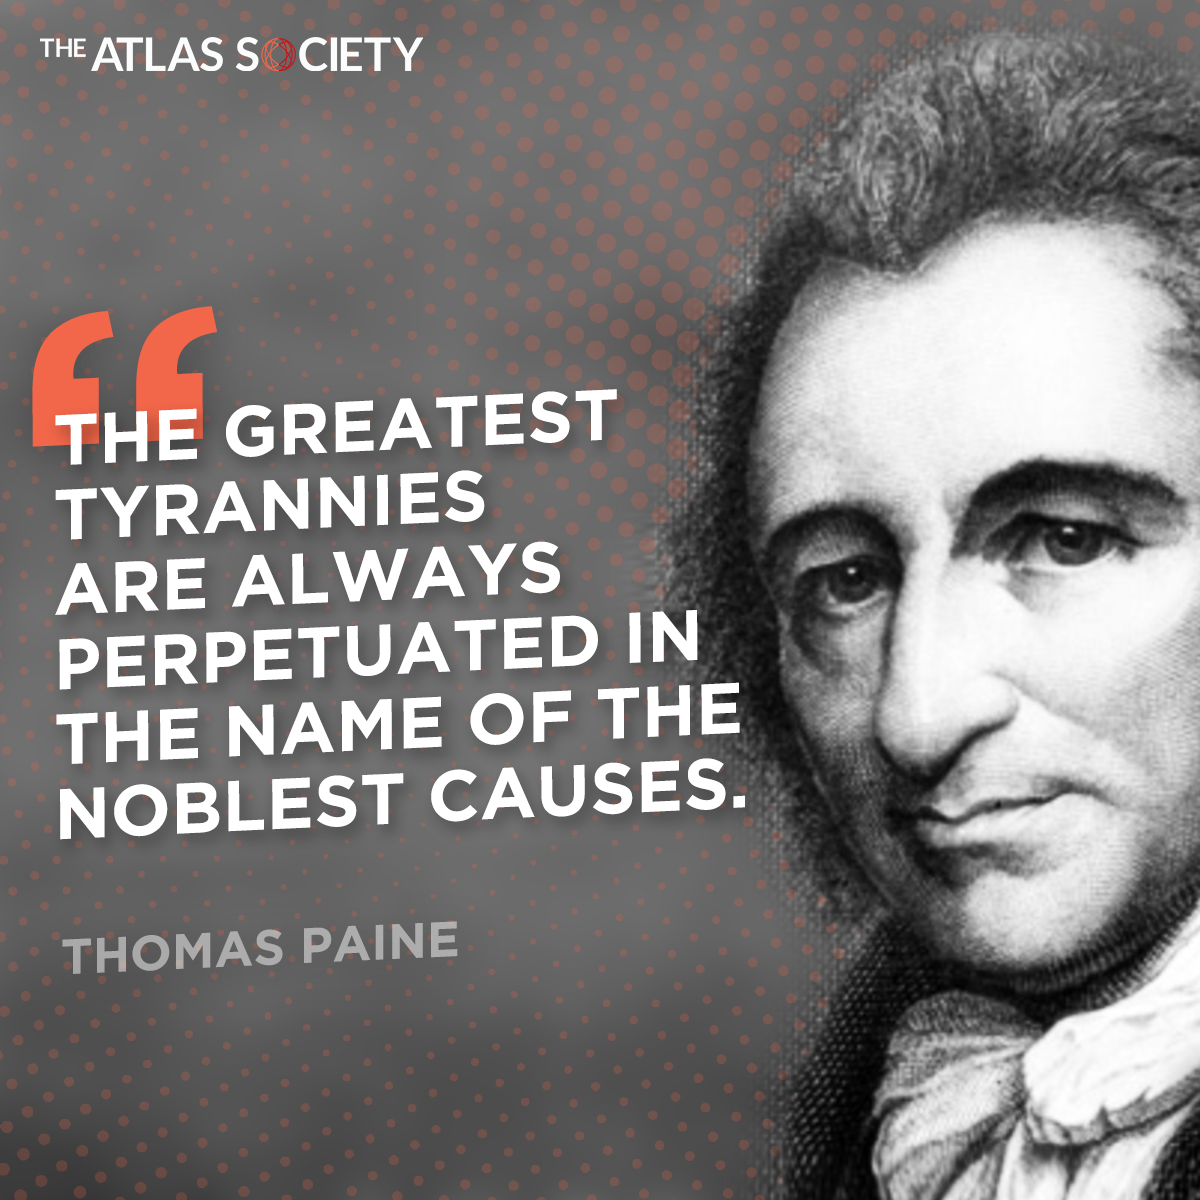 THE ATLAS SOCIETY
“
THE GREATEST
TYRANNIES
ARE ALWAYS
PERPETUATED IN
THE NAME OF THE
NOBLEST CAUSES.
THOMAS PAINE